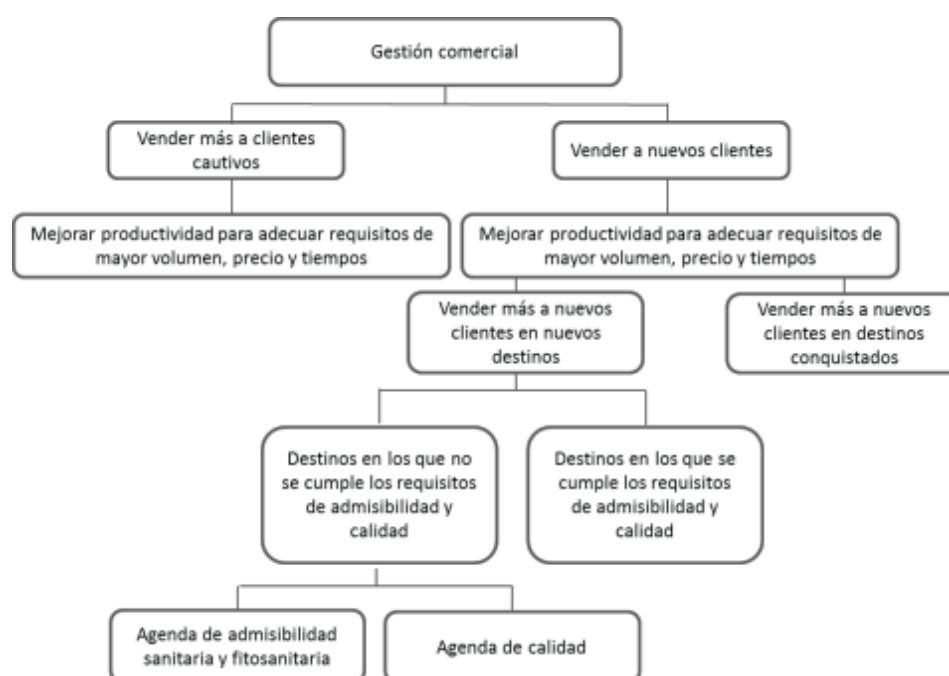 Gestión comercial
Vender más a clientes
cautivos
Vender a nuevos clientes
Mejorar productividad para adecuar requisitos de
mayor volumen, precio y tiempos
Mejorar productividad para adecuar requisitos de
mayor volumen, precio y tiempos
Vender más a nuevos
clientes en nuevos
destinos
Vender más a nuevos
clientes en destinos
conquistados
Destinos en los que no
se cumple los requisitos
de admisibilidad y
calidad
Destinos en los que se
cumple los requisitos
de admisibilidad y
calidad
Agenda de admisibilidad
sanitaria y fitosanitaria
Agenda de calidad